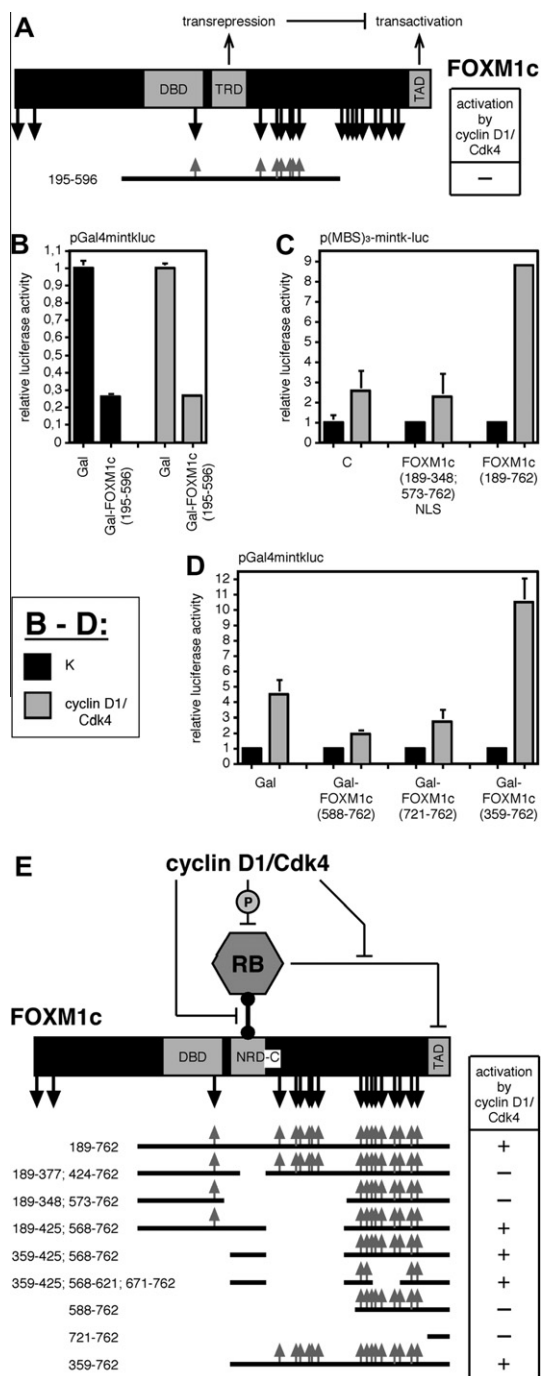 A
transrepression
transactivation
DBD
TRD
TAD
FOXM1c
activation
by
cyclin D1/
Cdk4
–
195-596
B
pGal4mintkluc
relative luciferase activity
1,1
1
0,9
0,8
0,7
0,6
0,5
0,4
0,3
0,2
0,1
0
Gal
Gal-FOXM1c
(195-596)
Gal
Gal-FOXM1c
(195-596)
C
p(MBS)₃-mintk-luc
relative luciferase activity
9
8
7
6
5
4
3
2
1
0
C
FOXM1c
(189-348;
573-762)
NLS
FOXM1c
(189-762)
D
pGal4mintkluc
relative luciferase activity
12
11
10
9
8
7
6
5
4
3
2
1
0
Gal
Gal-
FOXM1c
(588-762)
Gal-
FOXM1c
(721-762)
Gal-
FOXM1c
(359-762)
B - D:
K
cyclin D1/
Cdk4
E
cyclin D1/Cdk4
P
RB
FOXM1c
DBD
NRD-C
TAD
activation
by
cyclin D1/
Cdk4
189-762 +
189-377; 424-762 –
189-348; 573-762 –
189-425; 568-762 +
359-425; 568-762 +
359-425; 568-621; 671-762 +
588-762 –
721-762 –
359-762 +